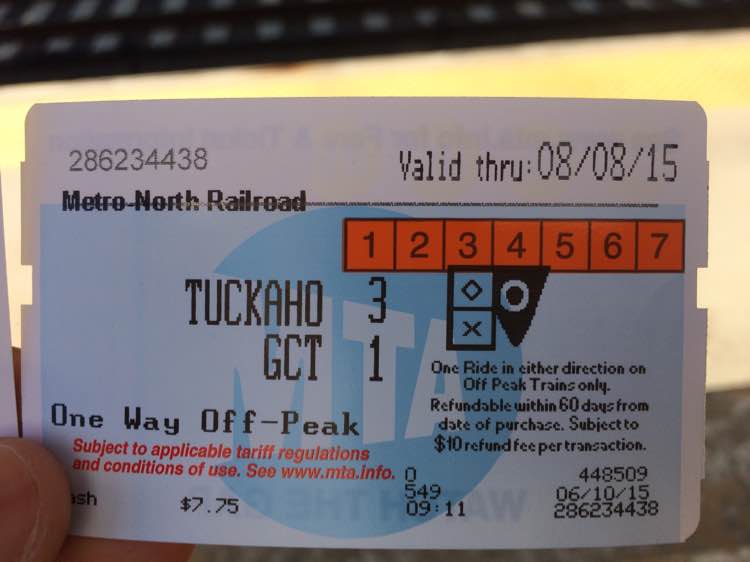 286234438
Valid thru: 08/08/15
Metro-North Railroad
1 2 3 4 5 6 7
TUCKAHO 3
GCT 1
MTA
One Ride in either direction on
Off Peak Trains only.
Refundable within 60 days from
date of purchase. Subject to
$10 refund fee per transaction.
One Way Off-Peak
Subject to applicable tariff regulations
and conditions of use. See www.mta.info.
0 448509
ash $7.75 549 06/10/15
09:11 286234438